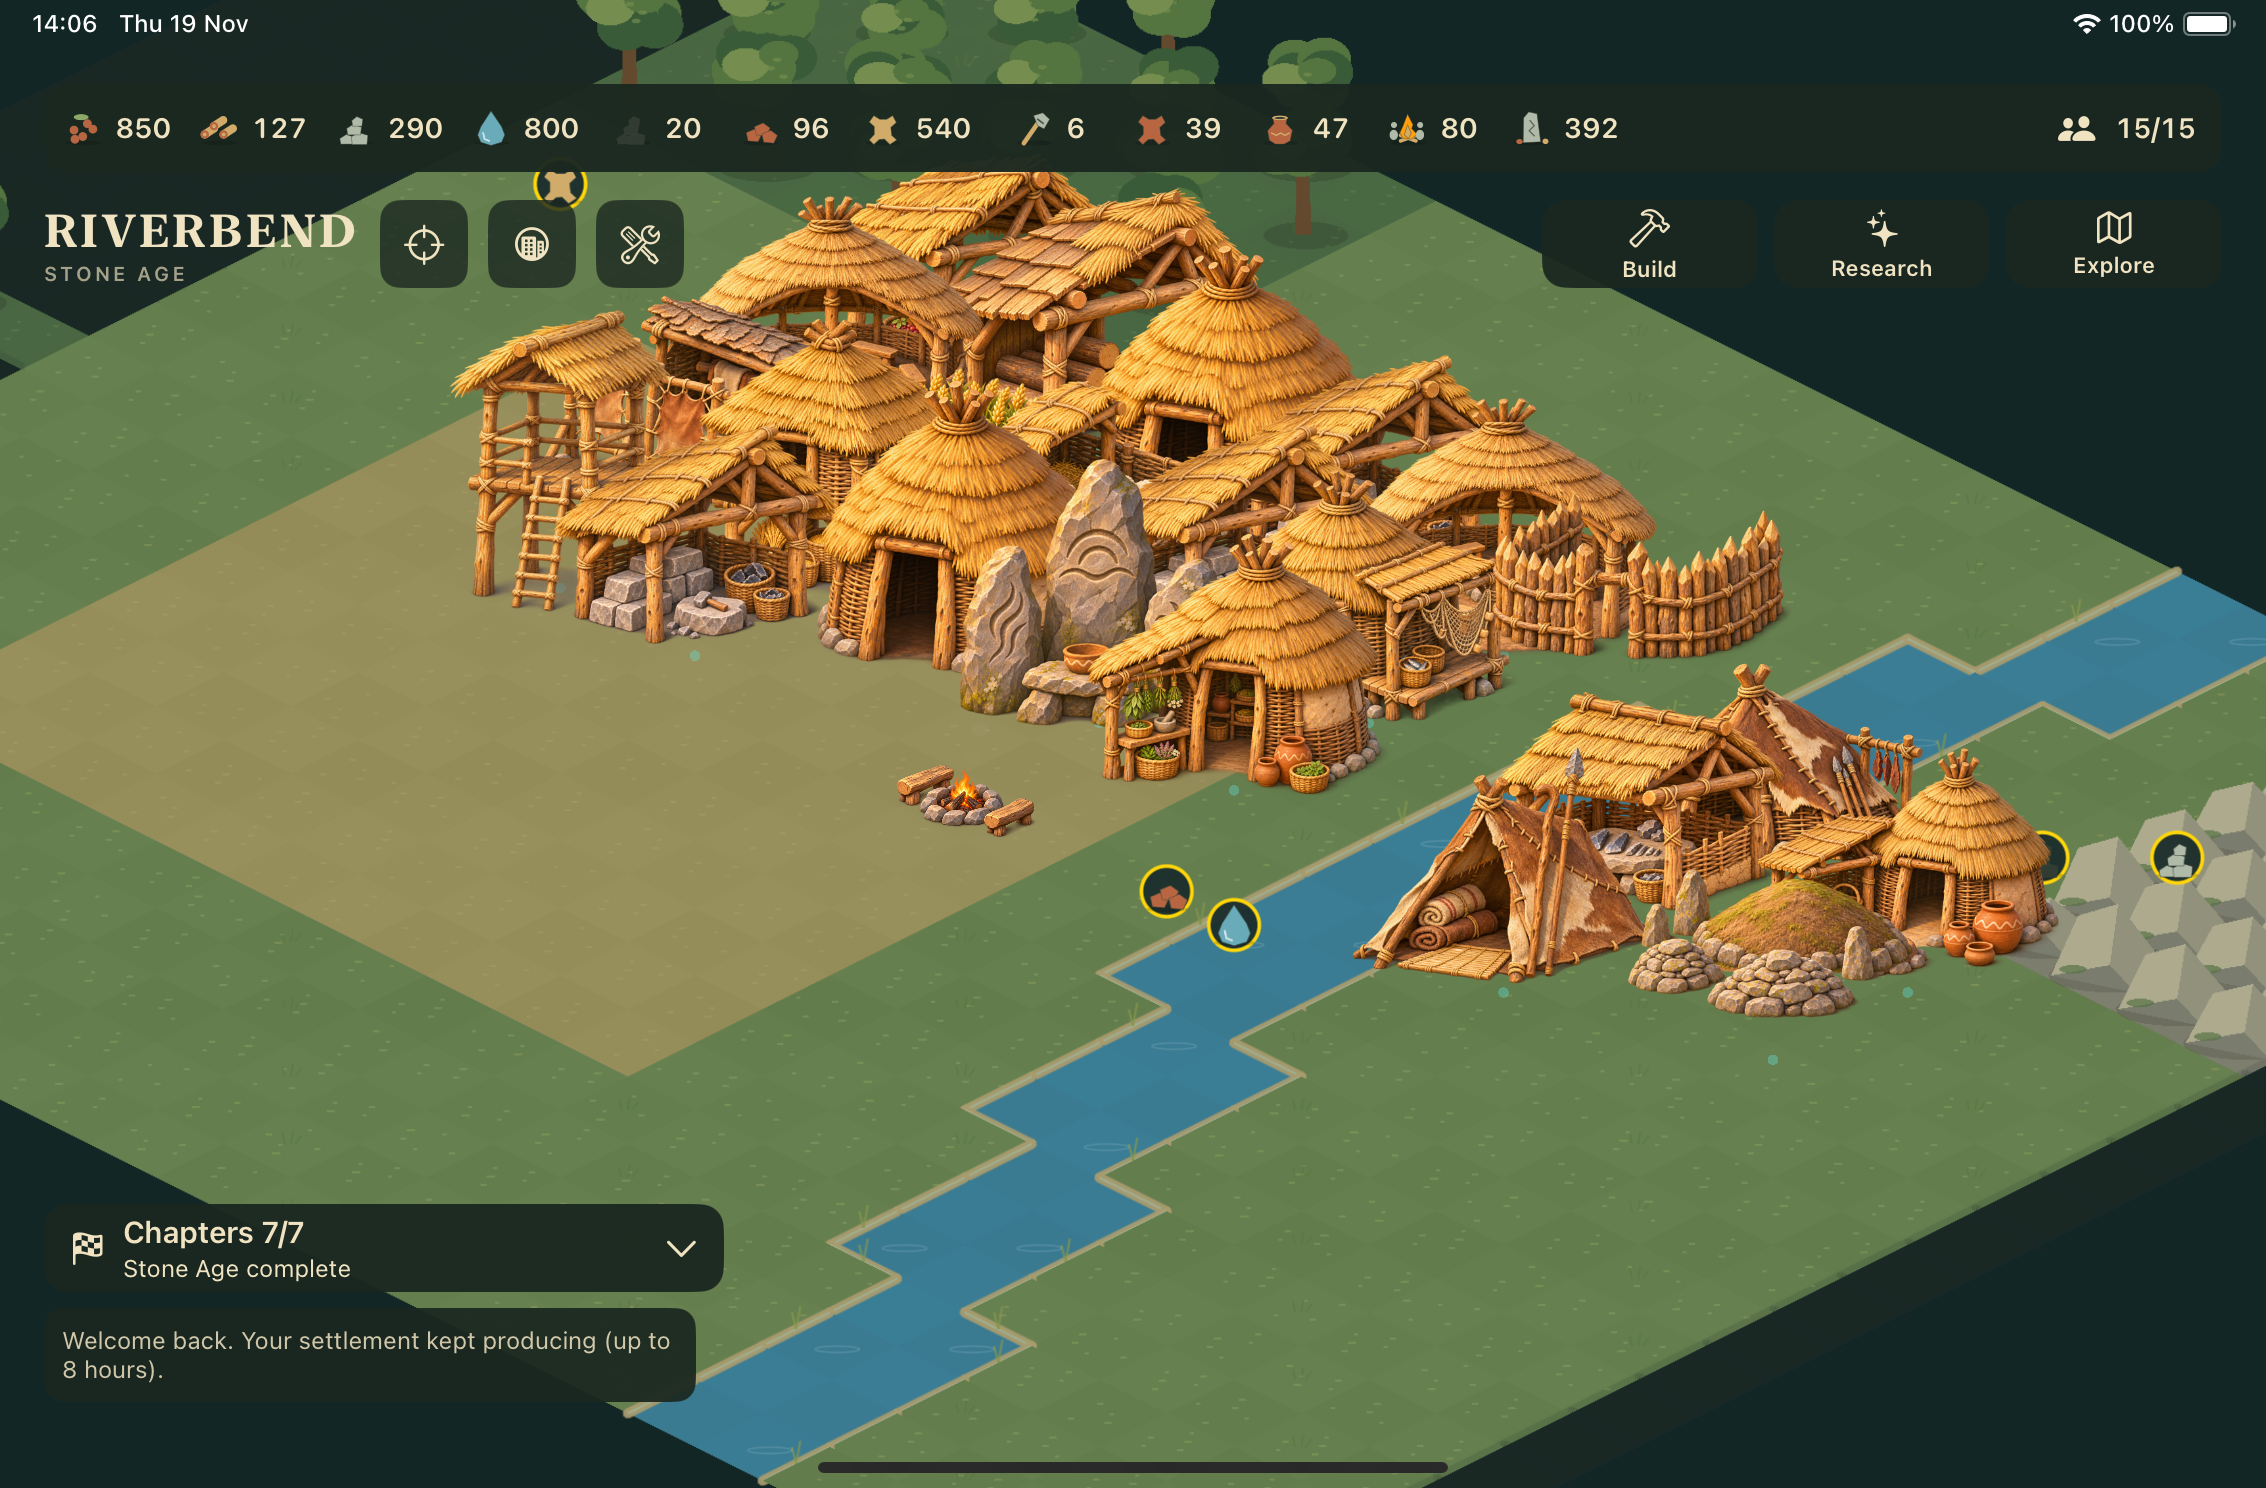 14:06 Thu 19 Nov
100%
850 127 290 800 20 96 540 6 39 47 80 392 15/15
RIVERBEND
STONE AGE
Build
Research
Explore
Chapters 7/7
Stone Age complete
Welcome back. Your settlement kept producing (up to
8 hours).